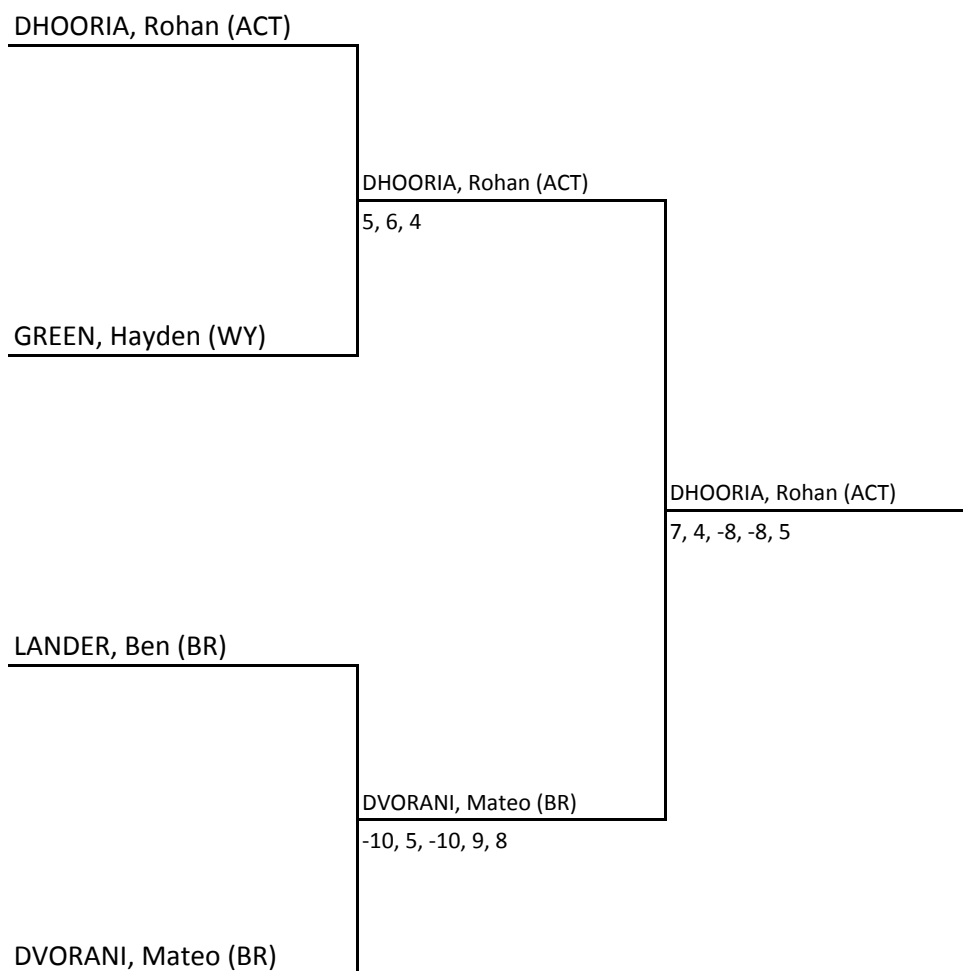 DHOORIA, Rohan (ACT)
DHOORIA, Rohan (ACT)
5, 6, 4
GREEN, Hayden (WY)
DHOORIA, Rohan (ACT)
7, 4, -8, -8, 5
LANDER, Ben (BR)
DVORANI, Mateo (BR)
-10, 5, -10, 9, 8
DVORANI, Mateo (BR)